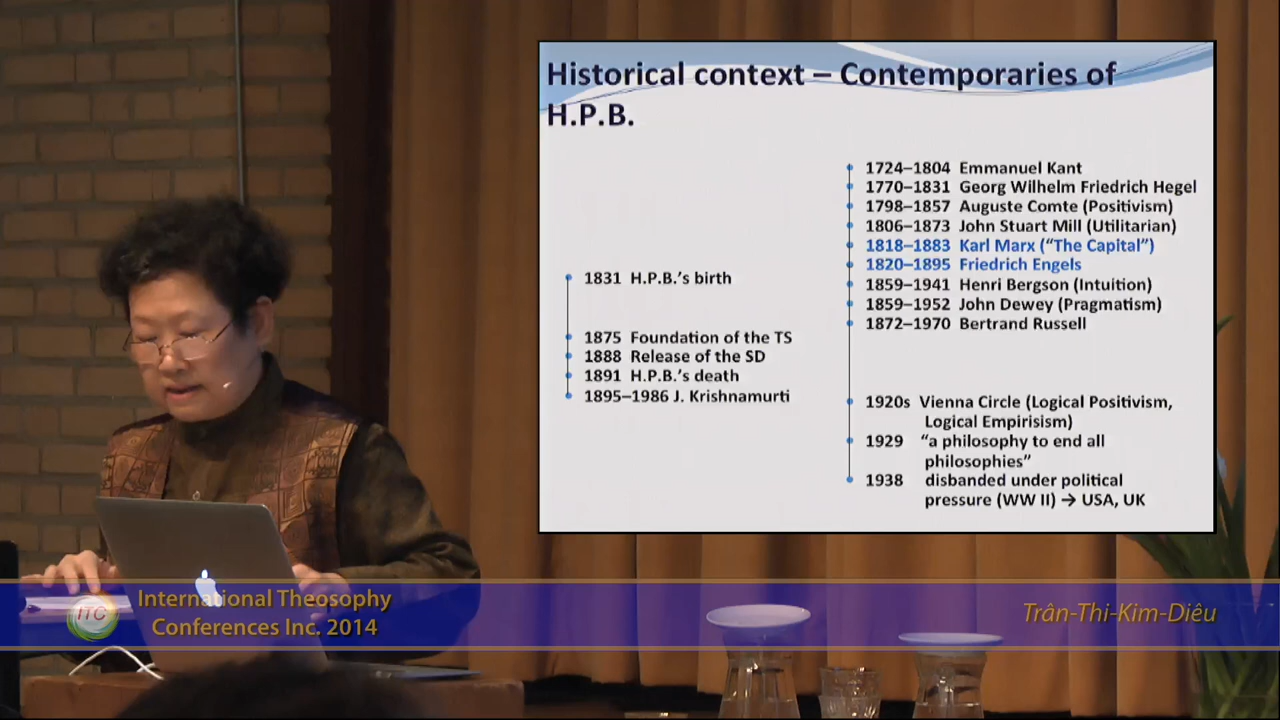 Historical context – Contemporaries of
H.P.B.
1831 H.P.B.'s birth
1875 Foundation of the TS
1888 Release of the SD
1891 H.P.B.'s death
1895–1986 J. Krishnamurti
1724–1804 Emmanuel Kant
1770–1831 Georg Wilhelm Friedrich Hegel
1798–1857 Auguste Comte (Positivism)
1806–1873 John Stuart Mill (Utilitarian)
1818–1883 Karl Marx (“The Capital”)
1820–1895 Friedrich Engels
1859–1941 Henri Bergson (Intuition)
1859–1952 John Dewey (Pragmatism)
1872–1970 Bertrand Russell
1920s Vienna Circle (Logical Positivism,
Logical Empirisism)
1929 “a philosophy to end all
philosophies”
1938 disbanded under political
pressure (WW II) → USA, UK
ITC
International Theosophy
Conferences Inc. 2014
Trân-Thi-Kim-Diêu